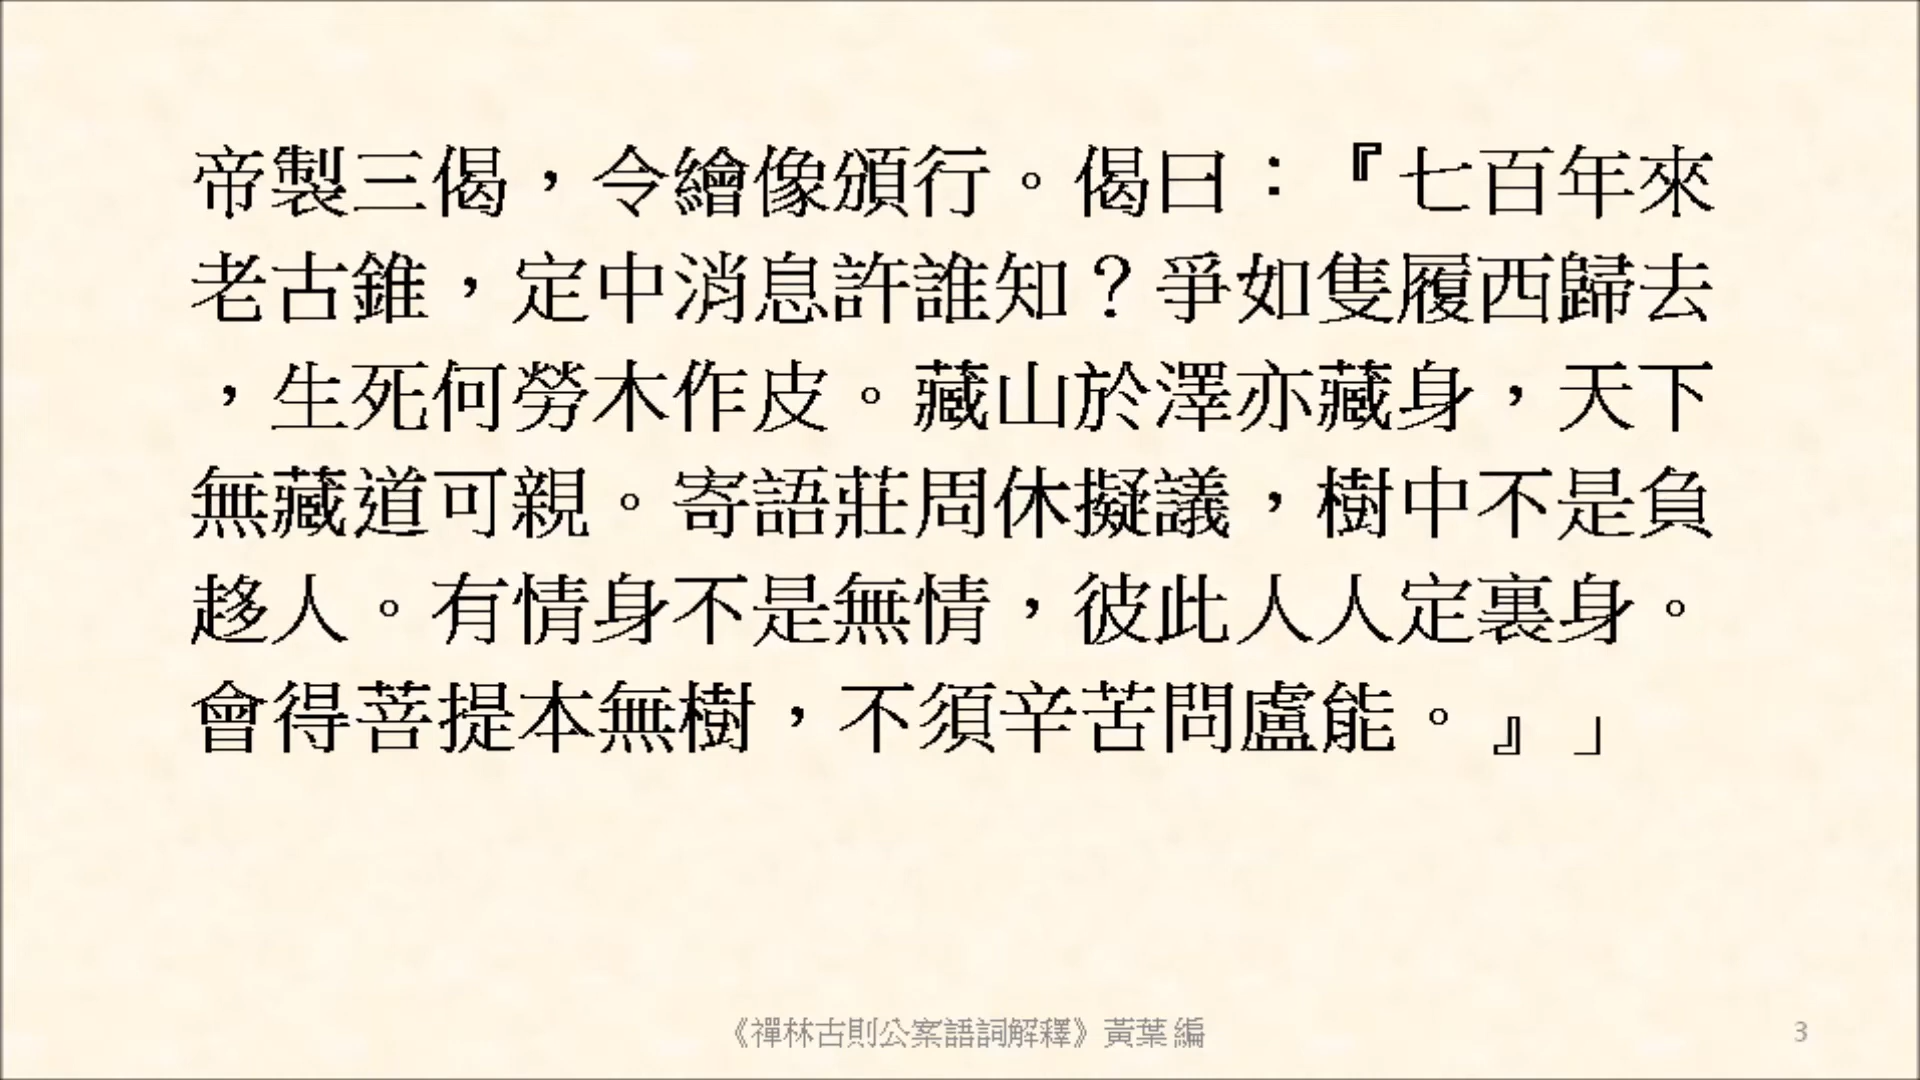 帝製三偈，令繪像頒行。偈曰：『七百年來
老古錐，定中消息許誰知？爭如隻履西歸去
，生死何勞木作皮。藏山於澤亦藏身，天下
無藏道可親。寄語莊周休擬議，樹中不是負
趍人。有情身不是無情，彼此人人定裏身。
會得菩提本無樹，不須辛苦問盧能。』」
《禪林古則公案語詞解釋》黃葉編
3